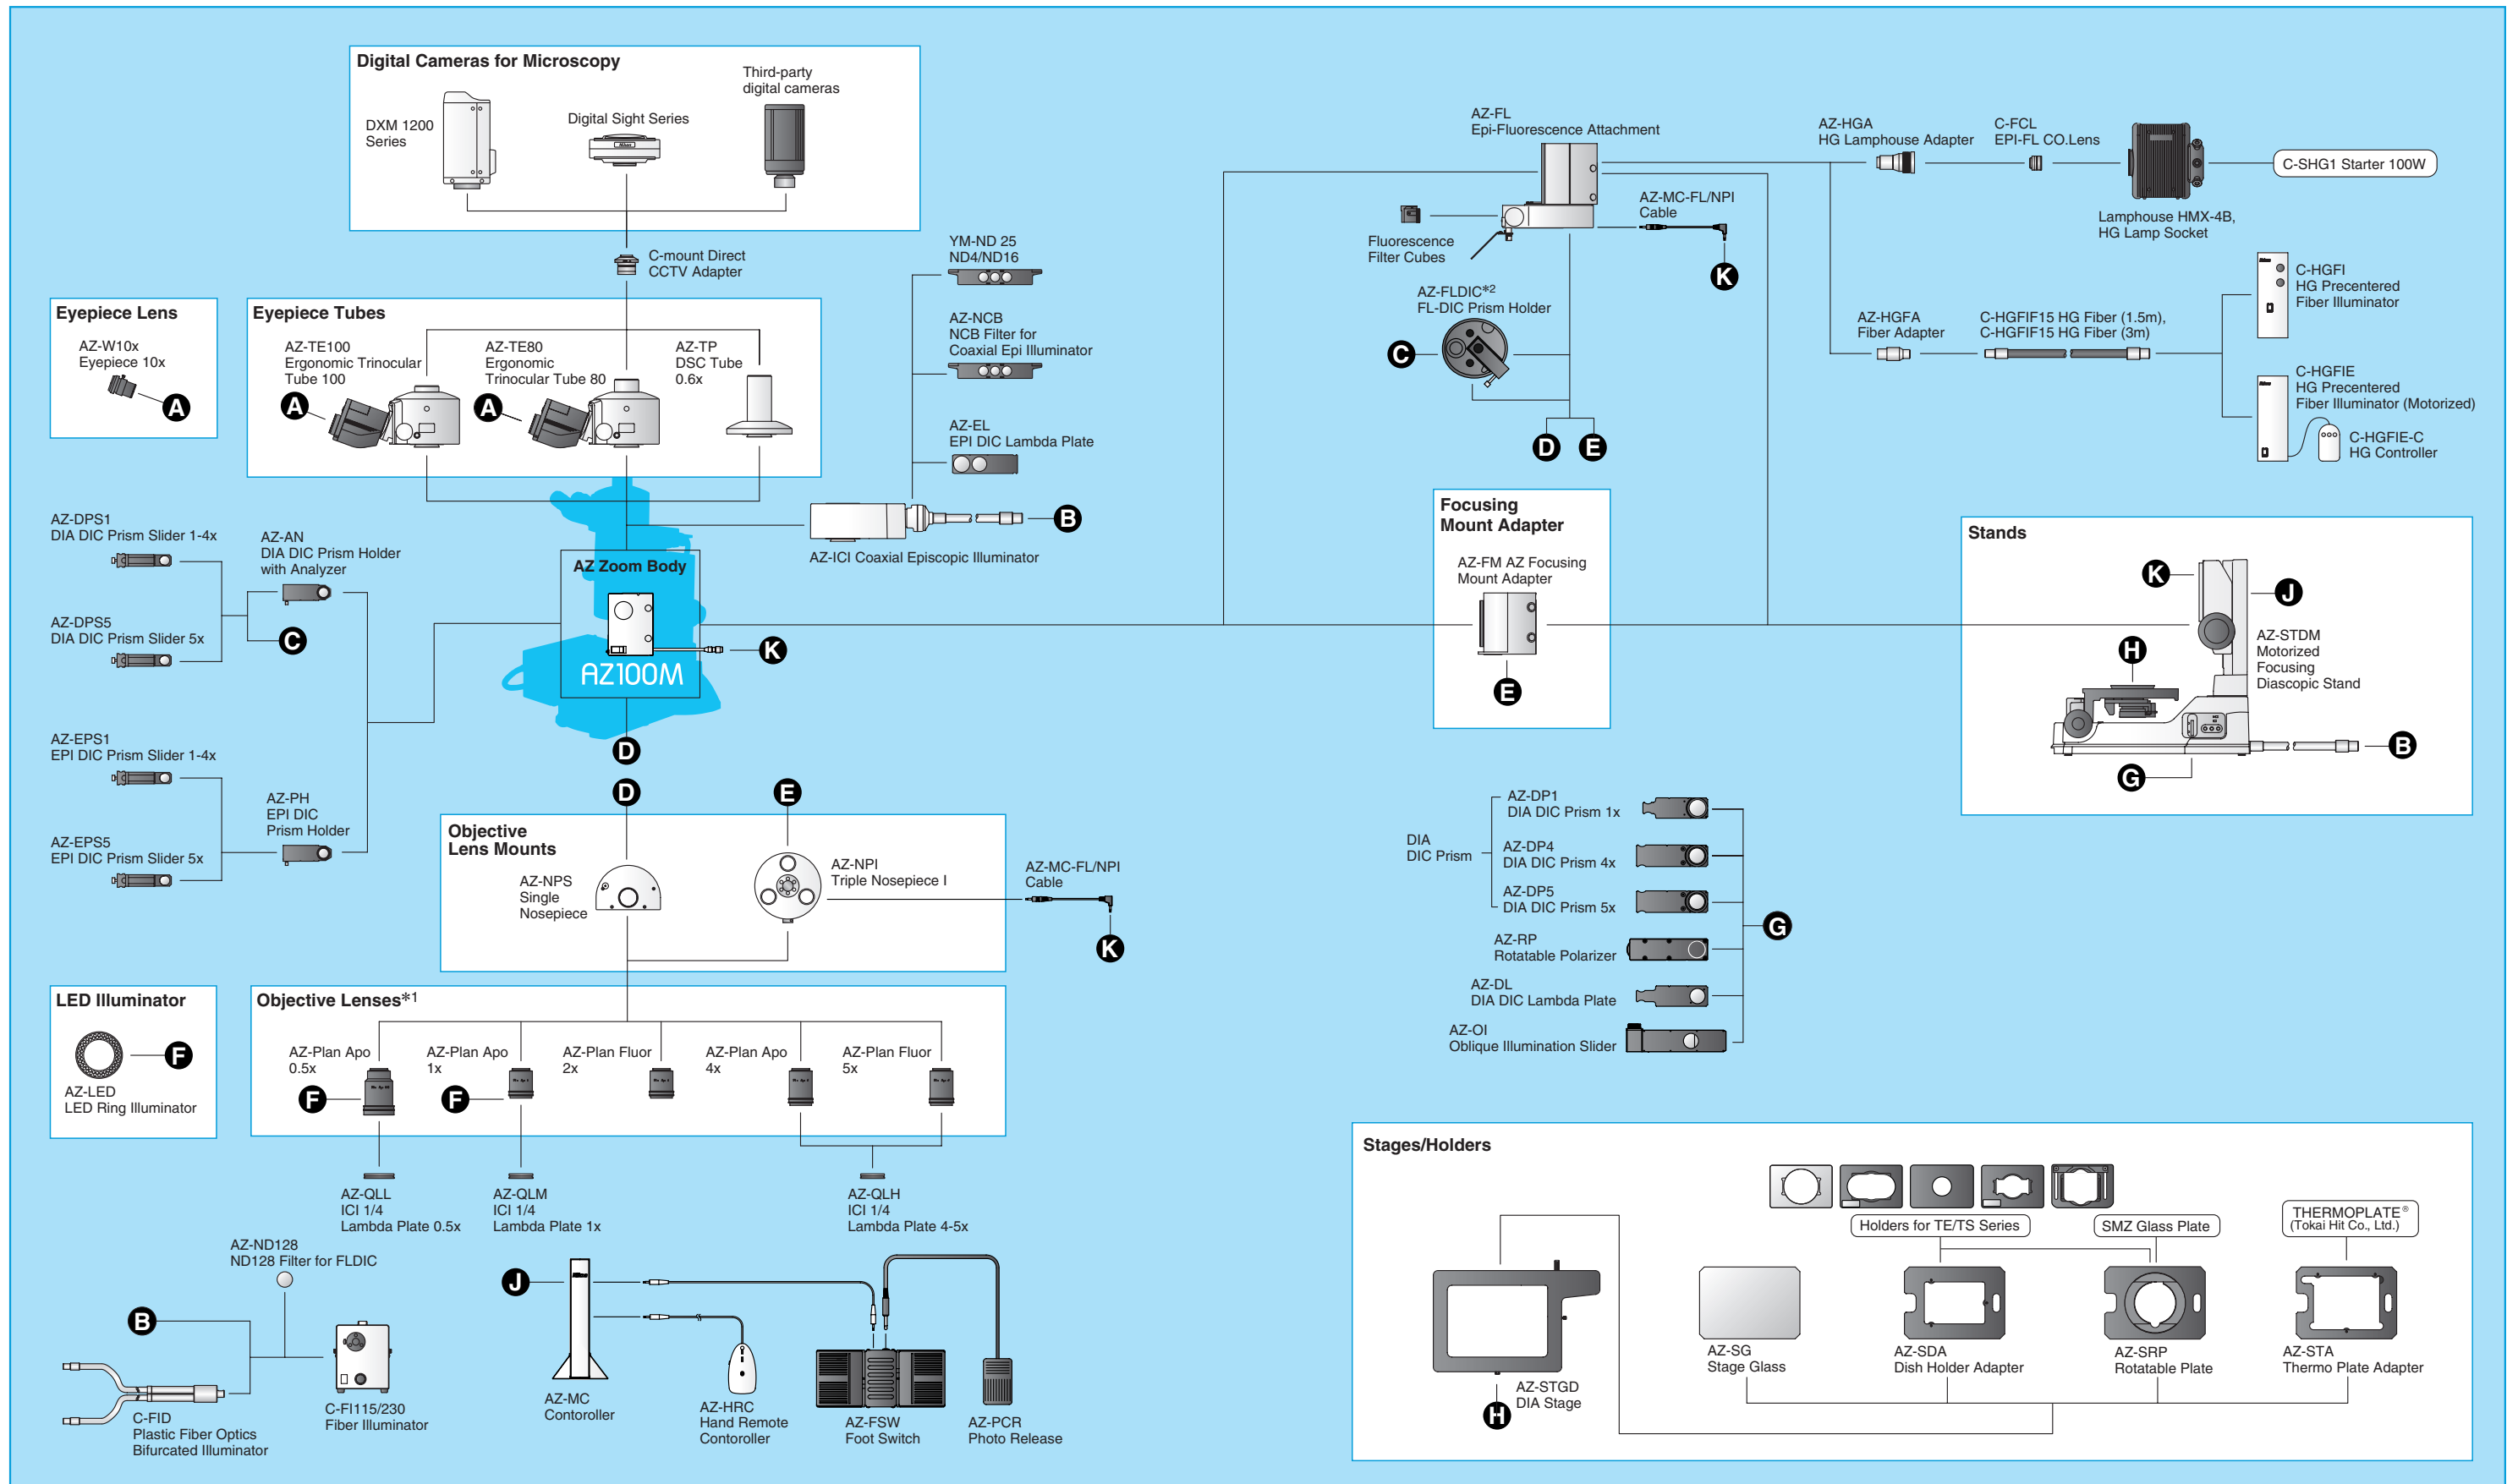 Digital Cameras for Microscopy
DXM 1200
Series
Digital Sight Series
Third-party
digital cameras
C-mount Direct
CCTV Adapter
Eyepiece Lens
AZ-W10x
Eyepiece 10x
A
Eyepiece Tubes
AZ-TE100
Ergonomic Trinocular
Tube 100
A
AZ-TE80
Ergonomic
Trinocular Tube 80
A
AZ-TP
DSC Tube
0.6x
YM-ND 25
ND4/ND16
AZ-NCB
NCB Filter for
Coaxial Epi Illuminator
AZ-EL
EPI DIC Lambda Plate
B
AZ-ICI Coaxial Episcopic Illuminator
AZ-FL
Epi-Fluorescence Attachment
Fluorescence
Filter Cubes
AZ-MC-FL/NPI
Cable
K
AZ-FLDIC*2
FL-DIC Prism Holder
C
D
E
AZ-HGA
HG Lamphouse Adapter
C-FCL
EPI-FL CO.Lens
C-SHG1 Starter 100W
Lamphouse HMX-4B,
HG Lamp Socket
AZ-HGFA
Fiber Adapter
C-HGFIF15 HG Fiber (1.5m),
C-HGFIF15 HG Fiber (3m)
C-HGFI
HG Precentered
Fiber Illuminator
C-HGFIE
HG Precentered
Fiber Illuminator (Motorized)
C-HGFIE-C
HG Controller
AZ-DPS1
DIA DIC Prism Slider 1-4x
AZ-AN
DIA DIC Prism Holder
with Analyzer
AZ-DPS5
DIA DIC Prism Slider 5x
C
AZ-EPS1
EPI DIC Prism Slider 1-4x
AZ-PH
EPI DIC
Prism Holder
AZ-EPS5
EPI DIC Prism Slider 5x
AZ Zoom Body
K
AZ100M
D
Focusing
Mount Adapter
AZ-FM AZ Focusing
Mount Adapter
E
Stands
K
J
AZ-STDM
Motorized
Focusing
Diascopic Stand
H
B
G
D
E
Objective
Lens Mounts
AZ-NPS
Single
Nosepiece
AZ-NPI
Triple Nosepiece I
AZ-MC-FL/NPI
Cable
K
DIA
DIC Prism
AZ-DP1
DIA DIC Prism 1x
AZ-DP4
DIA DIC Prism 4x
AZ-DP5
DIA DIC Prism 5x
AZ-RP
Rotatable Polarizer
AZ-DL
DIA DIC Lambda Plate
AZ-OI
Oblique Illumination Slider
G
LED Illuminator
F
AZ-LED
LED Ring Illuminator
Objective Lenses*1
AZ-Plan Apo
0.5x
F
AZ-Plan Apo
1x
F
AZ-Plan Fluor
2x
AZ-Plan Apo
4x
AZ-Plan Fluor
5x
AZ-QLL
ICI 1/4
Lambda Plate 0.5x
AZ-QLM
ICI 1/4
Lambda Plate 1x
AZ-QLH
ICI 1/4
Lambda Plate 4-5x
AZ-ND128
ND128 Filter for FLDIC
B
C-FID
Plastic Fiber Optics
Bifurcated Illuminator
C-FI115/230
Fiber Illuminator
J
AZ-MC
Contoroller
AZ-HRC
Hand Remote
Contoroller
AZ-FSW
Foot Switch
AZ-PCR
Photo Release
Stages/Holders
Holders for TE/TS Series
SMZ Glass Plate
THERMOPLATE®
(Tokai Hit Co., Ltd.)
AZ-STGD
DIA Stage
H
AZ-SG
Stage Glass
AZ-SDA
Dish Holder Adapter
AZ-SRP
Rotatable Plate
AZ-STA
Thermo Plate Adapter